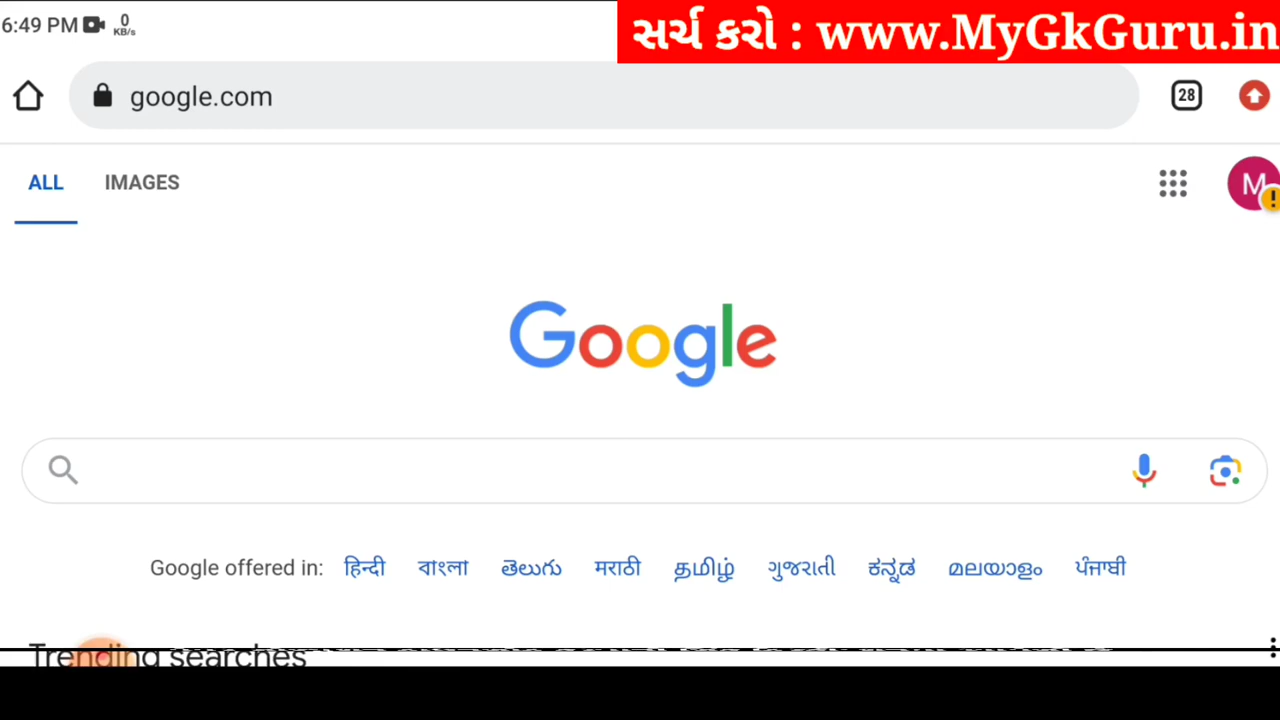 6:49 PM 0 KB/s
સર્ચ કરો : www.MyGkGuru.in
google.com
28
ALL IMAGES
M
Google
Google offered in: हिन्दी বাংলা తెలుగు मराठी தமிழ் ગુજરાતી ಕನ್ನಡ മലയാളം ਪੰਜਾਬੀ
Trending searches